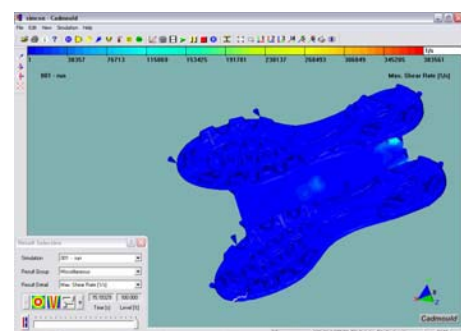 simcon - Cadmould
File Edit View Simulation Help
1/s
1 38357 76713 115069 153425 191781 230137 268493 306849 345205 383561
001 - run
Max. Shear Rate [1/s]
Result Selection
Simulation 001 - run
Result Group Miscellaneous
Result Detail Max. Shear Rate [1/s]
100.000
Time [s] Level [%]
Cadmould